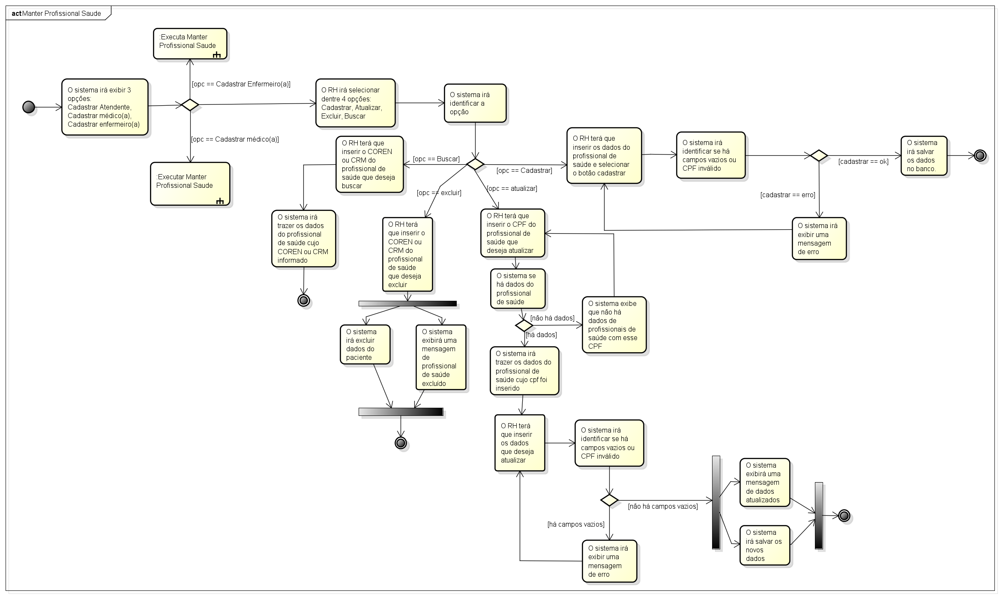 act Manter Profissional Saude
:Executa Manter
Profissional Saude
O sistema irá exibir 3
opções:
Cadastrar Atendente,
Cadastrar médico(a),
Cadastrar enfermeiro(a)
[opc == Cadastrar Enfermeiro(a)]
[opc == Cadastrar médico(a)]
:Executar Manter
Profissional Saude
O RH irá selecionar
dentre 4 opções:
Cadastrar, Atualizar,
Excluir, Buscar
O sistema irá
identificar a
opção
[opc == Buscar]
[opc == Cadastrar]
[opc == excluir]
[opc == atualizar]
O RH terá que
inserir o COREN
ou CRM do
profissional de
saúde que deseja
buscar
O sistema irá
trazer os dados
do profissional
de saúde cujo
COREN ou CRM
informado
O RH terá que
inserir os dados do
profissional de
saúde e selecionar
o botão cadastrar
O sistema irá
identificar se há
campos vazios ou
CPF inválido
[cadastrar == ok]
O sistema
irá salvar
os dados
no banco.
[cadastrar == erro]
O sistema irá
exibir uma
mensagem
de erro
O RH terá
que inserir o
COREN ou
CRM do
profissional
de saúde
que deseja
excluir
O sistema
irá excluir
dados do
paciente
O sistema
exibirá uma
mensagem
de
profissional
de saúde
excluído
O RH terá que
inserir o CPF do
profissional de
saúde que
deseja atualizar
O sistema se
há dados do
profissional
de saúde
[não há dados]
[há dados]
O sistema exibe
que não há
dados de
profissionais de
saúde com esse
CPF
O sistema irá
trazer os dados do
profissional de
saúde cujo cpf foi
inserido
O RH terá
que inserir
os dados
que deseja
atualizar
O sistema irá
identificar se há
campos vazios ou
CPF inválido
[não há campos vazios]
[há campos vazios]
O sistema irá
exibir uma
mensagem
de erro
O sistema
exibirá uma
mensagem
de dados
atualizados
O sistema
irá salvar os
novos
dados